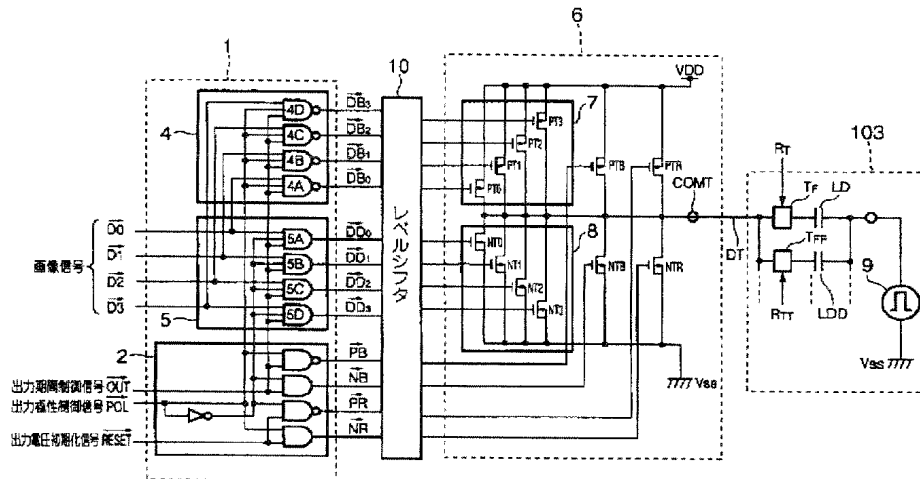 6
1
10
VDD
4
4D
DB3
4C
DB2
4B
DB1
4A
DB0
7
PT3
PT2
PT1
PT0
PTB
PTR
COMT
103
RT
TF
LD
画像信号
D0
D1
D2
D3
5A
DD0
5B
DD1
5C
DD2
5D
DD3
5
レベルシフタ
8
NT0
NT1
NT2
NT3
NTB
NTR
DT
TFF
RTT
LDD
9
VSS
VSS
2
PB
NB
PR
NR
出力期間制御信号 OUT
出力極性制御信号 POL
出力電圧初期化信号 RESET